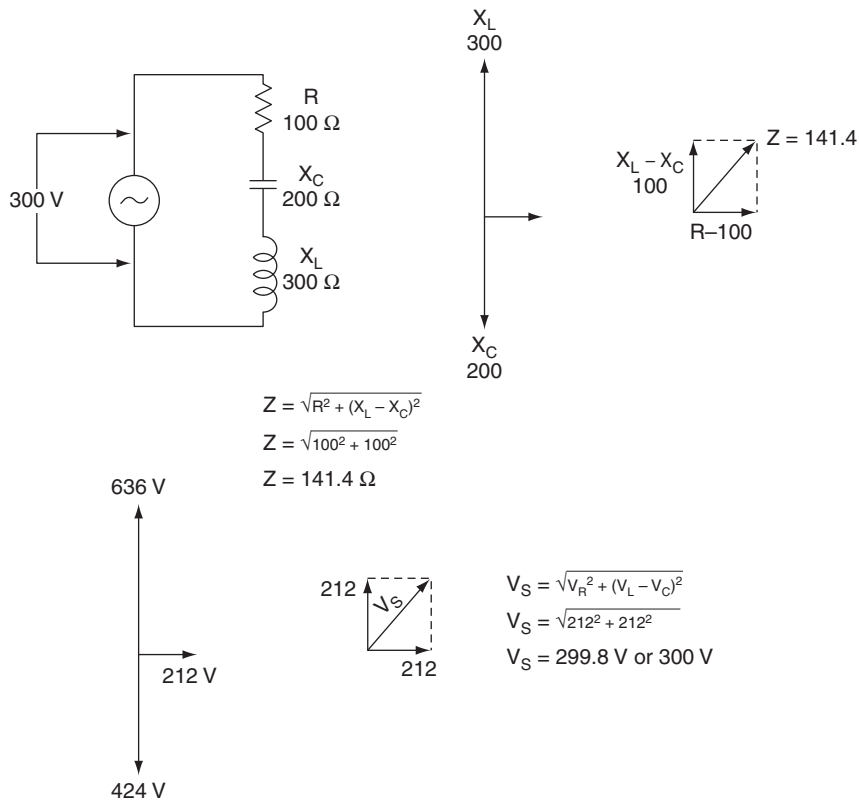 X_L
300
R
100 Ω
X_C
200 Ω
X_L
300 Ω
300 V
X_L – X_C
100
Z = 141.4
R–100
X_C
200
Z = √R² + (X_L – X_C)²
Z = √100² + 100²
Z = 141.4 Ω
636 V
212 V
424 V
212
V_S
212
V_S = √V_R² + (V_L – V_C)²
V_S = √212² + 212²
V_S = 299.8 V or 300 V